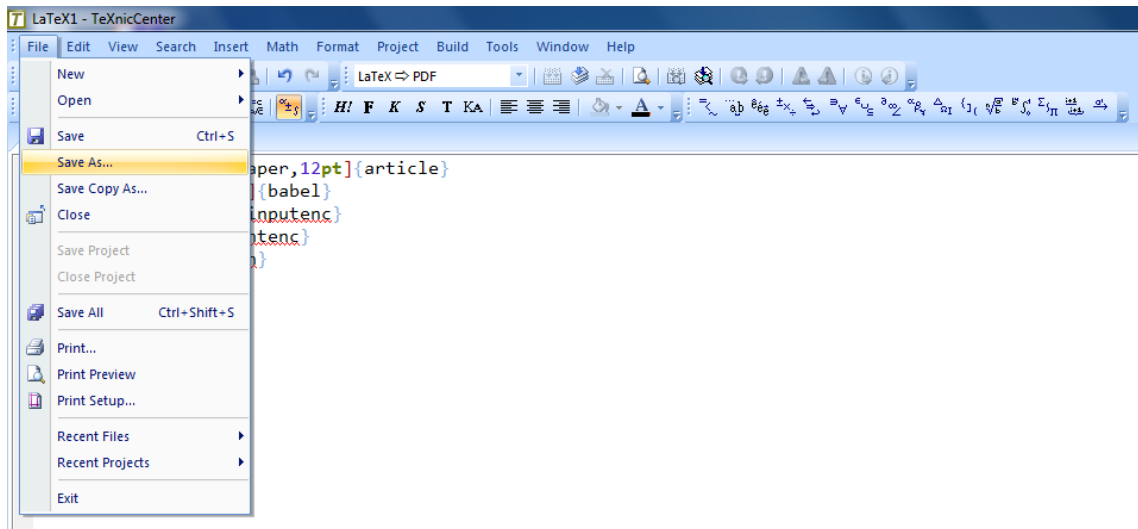 LaTeX1 - TeXnicCenter
File Edit View Search Insert Math Format Project Build Tools Window Help
New
LaTeX ⇨ PDF
Open
H! F K S T KA A
Save Ctrl+S
Save As...
aper,12pt]{article}
Save Copy As...
]{babel}
Close
inputenc}
ntenc}
Save Project
}
Close Project
Save All Ctrl+Shift+S
Print...
Print Preview
Print Setup...
Recent Files
Recent Projects
Exit